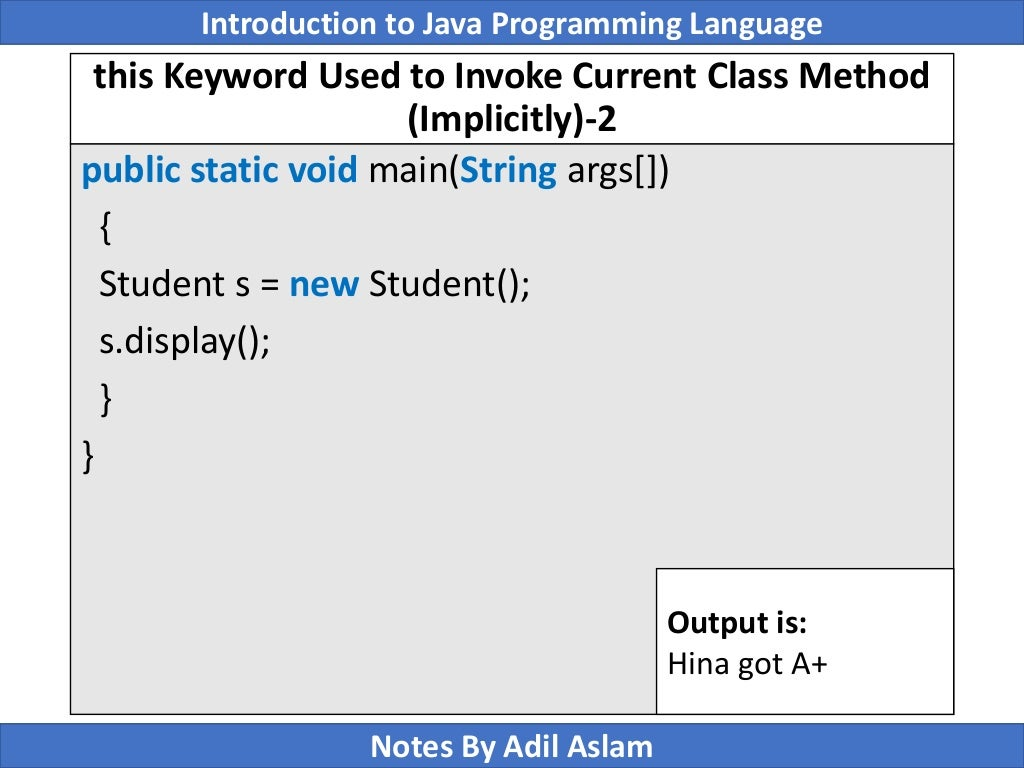 Introduction to Java Programming Language
this Keyword Used to Invoke Current Class Method
(Implicitly)-2
public static void main(String args[])
{
Student s = new Student();
s.display();
}
}
Output is:
Hina got A+
Notes By Adil Aslam